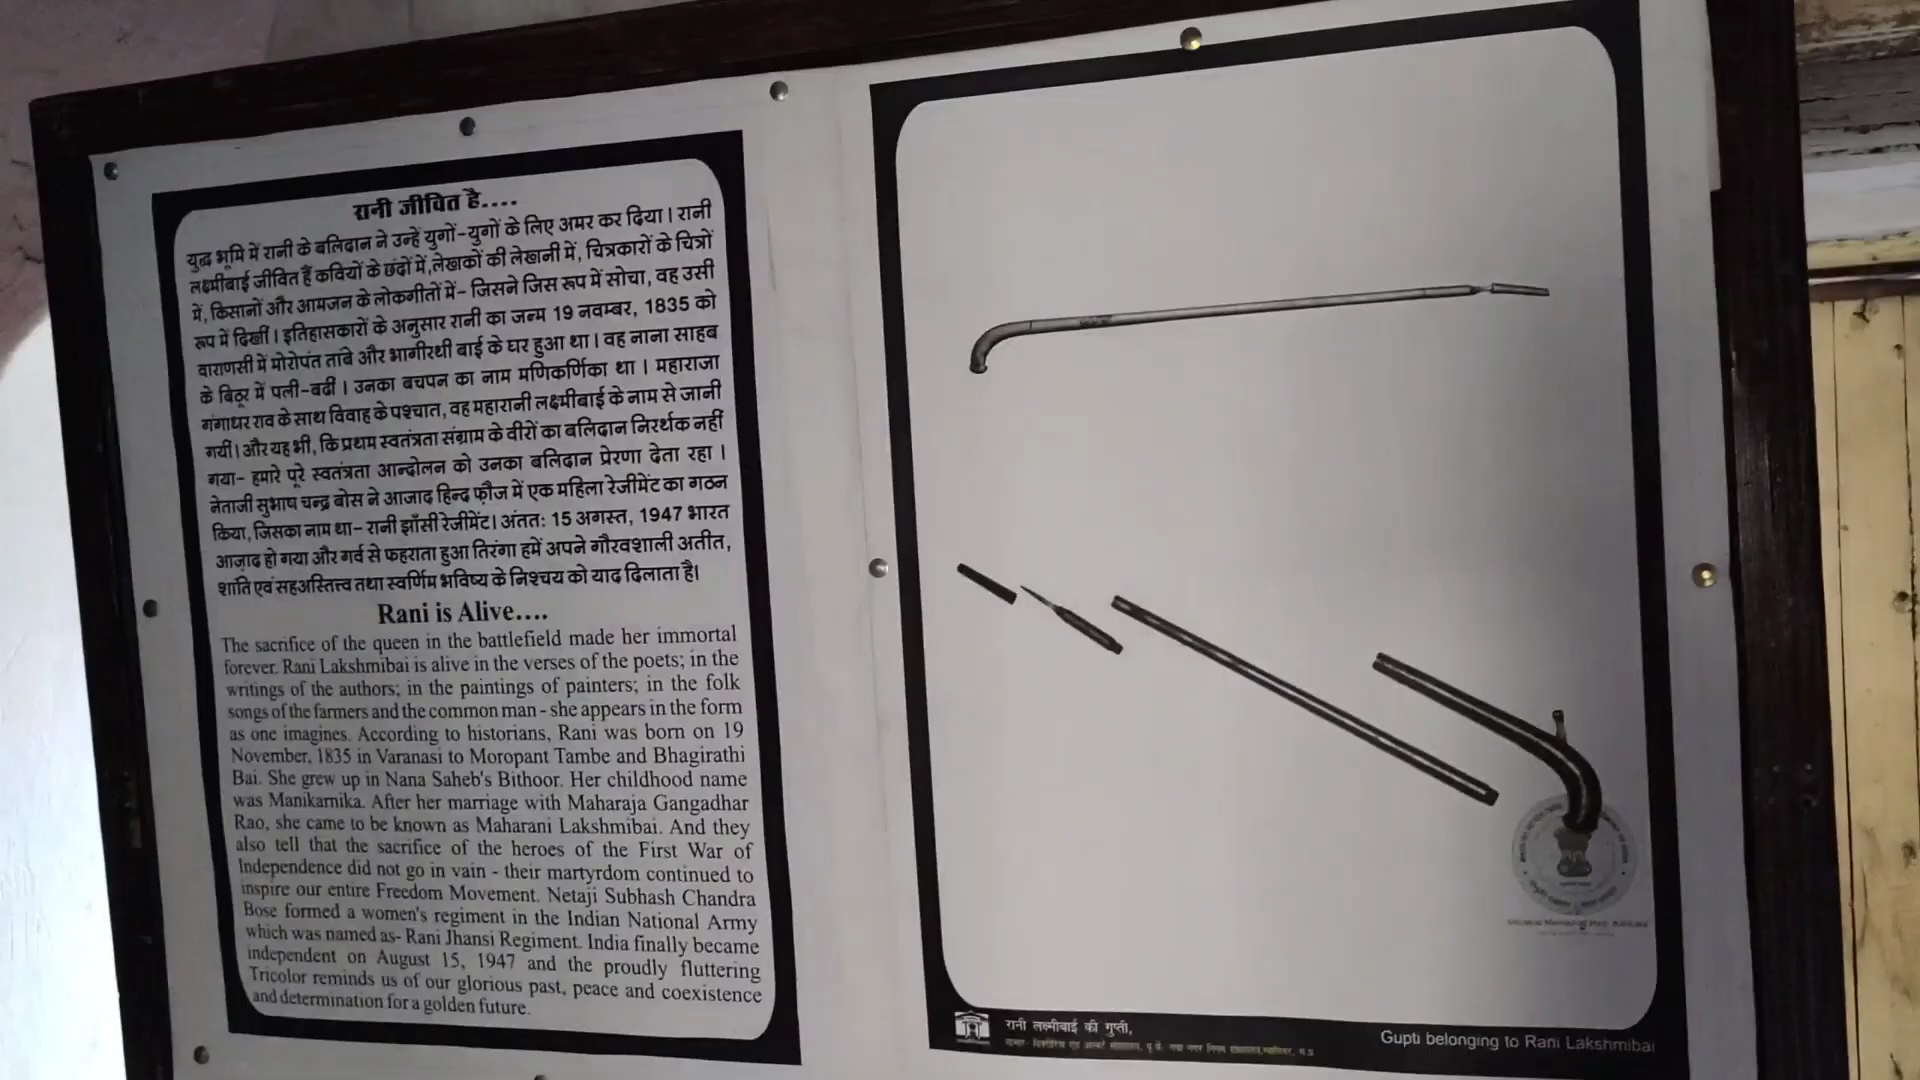 रानी जीवित है....
युद्ध भूमि में रानी के बलिदान ने उन्हें युगों-युगों के लिए अमर कर दिया। रानी
लक्ष्मीबाई जीवित हैं कवियों के छंदों में,लेखकों की लेखनी में, चित्रकारों के चित्रों
में, किसानों और आमजन के लोकगीतों में- जिसने जिस रूप में सोचा, वह उसी
रूप में दिखीं। इतिहासकारों के अनुसार रानी का जन्म 19 नवम्बर, 1835 को
वाराणसी में मोरोपंत तांबे और भागीरथी बाई के घर हुआ था। वह नाना साहब
के बिठूर में पली-बढीं। उनका बचपन का नाम मणिकर्णिका था। महाराजा
गंगाधर राव के साथ विवाह के पश्चात, वह महारानी लक्ष्मीबाई के नाम से जानी
गयीं। और यह भी, कि प्रथम स्वतंत्रता संग्राम के वीरों का बलिदान निरर्थक नहीं
गया- हमारे पूरे स्वतंत्रता आन्दोलन को उनका बलिदान प्रेरणा देता रहा।
नेताजी सुभाष चन्द्र बोस ने आजाद हिन्द फ़ौज में एक महिला रेजीमेंट का गठन
किया, जिसका नाम था- रानी झाँसी रेजीमेंट। अंततः 15 अगस्त, 1947 भारत
आज़ाद हो गया और गर्व से फहराता हुआ तिरंगा हमें अपने गौरवशाली अतीत,
शांति एवं सहअस्तित्त्व तथा स्वर्णिम भविष्य के निश्चय को याद दिलाता है।
Rani is Alive....
The sacrifice of the queen in the battlefield made her immortal
forever. Rani Lakshmibai is alive in the verses of the poets; in the
writings of the authors; in the paintings of painters; in the folk
songs of the farmers and the common man - she appears in the form
as one imagines. According to historians, Rani was born on 19
November, 1835 in Varanasi to Moropant Tambe and Bhagirathi
Bai. She grew up in Nana Saheb's Bithoor. Her childhood name
was Manikarnika. After her marriage with Maharaja Gangadhar
Rao, she came to be known as Maharani Lakshmibai. And they
also tell that the sacrifice of the heroes of the First War of
Independence did not go in vain - their martyrdom continued to
inspire our entire Freedom Movement. Netaji Subhash Chandra
Bose formed a women's regiment in the Indian National Army
which was named as- Rani Jhansi Regiment. India finally became
independent on August 15, 1947 and the proudly fluttering
Tricolor reminds us of our glorious past, peace and coexistence
and determination for a golden future.
रानी लक्ष्मीबाई की गुप्ती,
Gupti belonging to Rani Lakshmibai